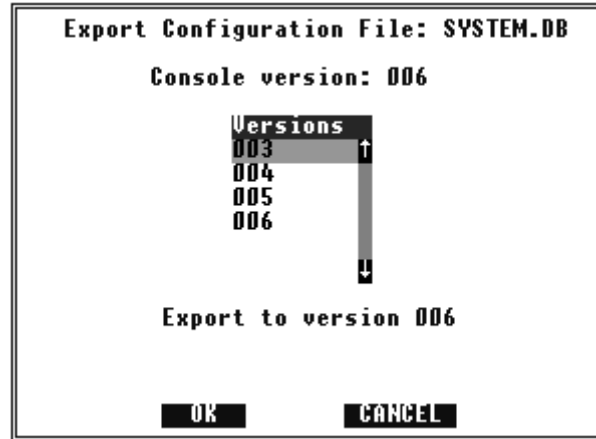 Export Configuration File: SYSTEM.DB
Console version: 006
Versions
003
004
005
006
Export to version 006
OK CANCEL